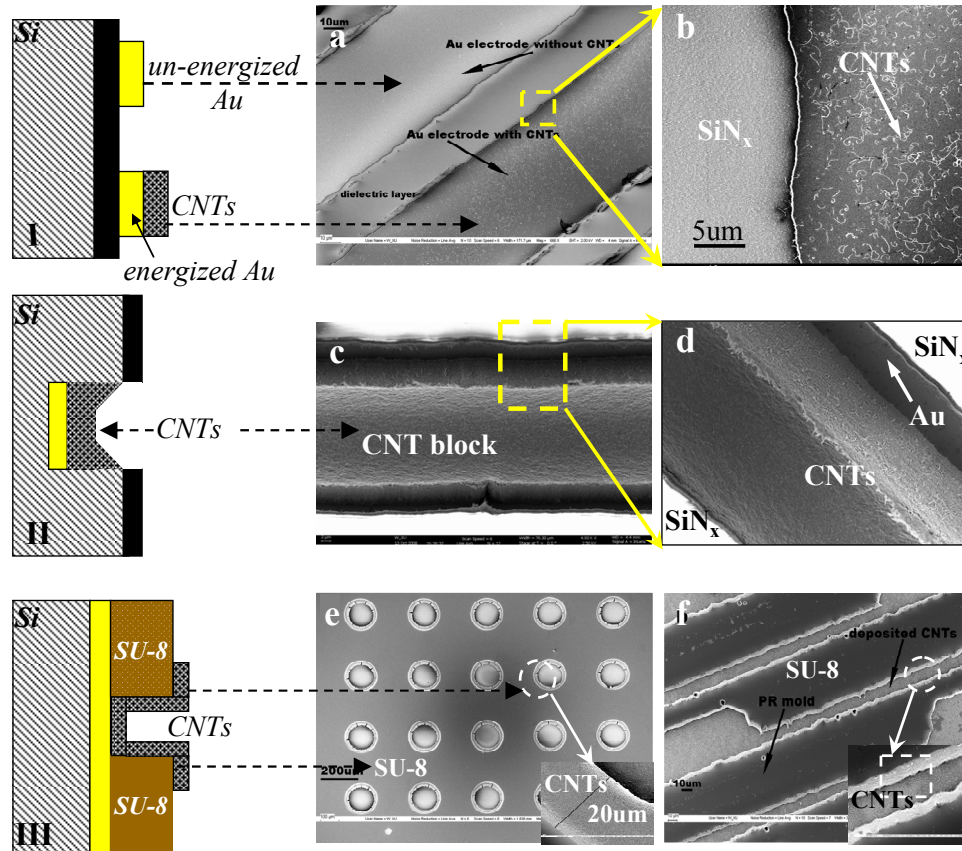 Si
un-energized
Au
CNTs
I
energized Au
10um
a
Au electrode without CNTs
Au electrode with CNTs
dielectric layer
b
CNTs
SiNx
5um
Si
CNTs
II
c
CNT block
d
SiNx
Au
CNTs
SiNx
Si
SU-8
CNTs
SU-8
III
e
200um
SU-8
CNTs
20um
f
deposited CNTs
SU-8
PR mold
10um
CNTs